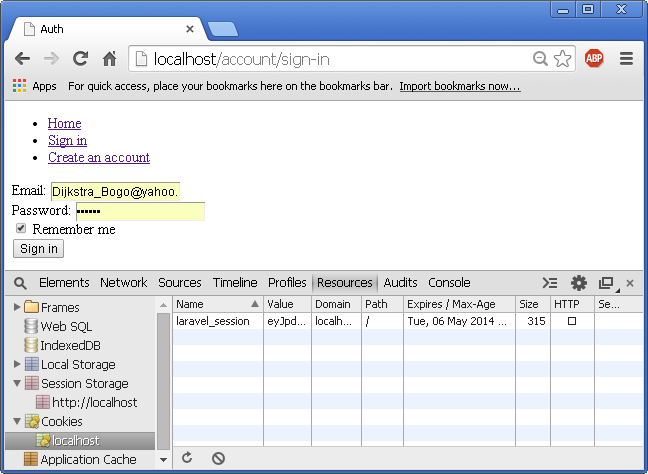 Auth
localhost/account/sign-in
ABP
Apps For quick access, place your bookmarks here on the bookmarks bar. Import bookmarks now...
Home
Sign in
Create an account
Email: Dijkstra_Bogo@yahoo.
Password: ••••••
Remember me
Sign in
Elements Network Sources Timeline Profiles Resources Audits Console
Frames
Web SQL
IndexedDB
Local Storage
Session Storage
http://localhost
Cookies
localhost
Application Cache
Name Value Domain Path Expires / Max-Age Size HTTP Se...
laravel_session eyJpd... localh... / Tue, 06 May 2014 ... 315